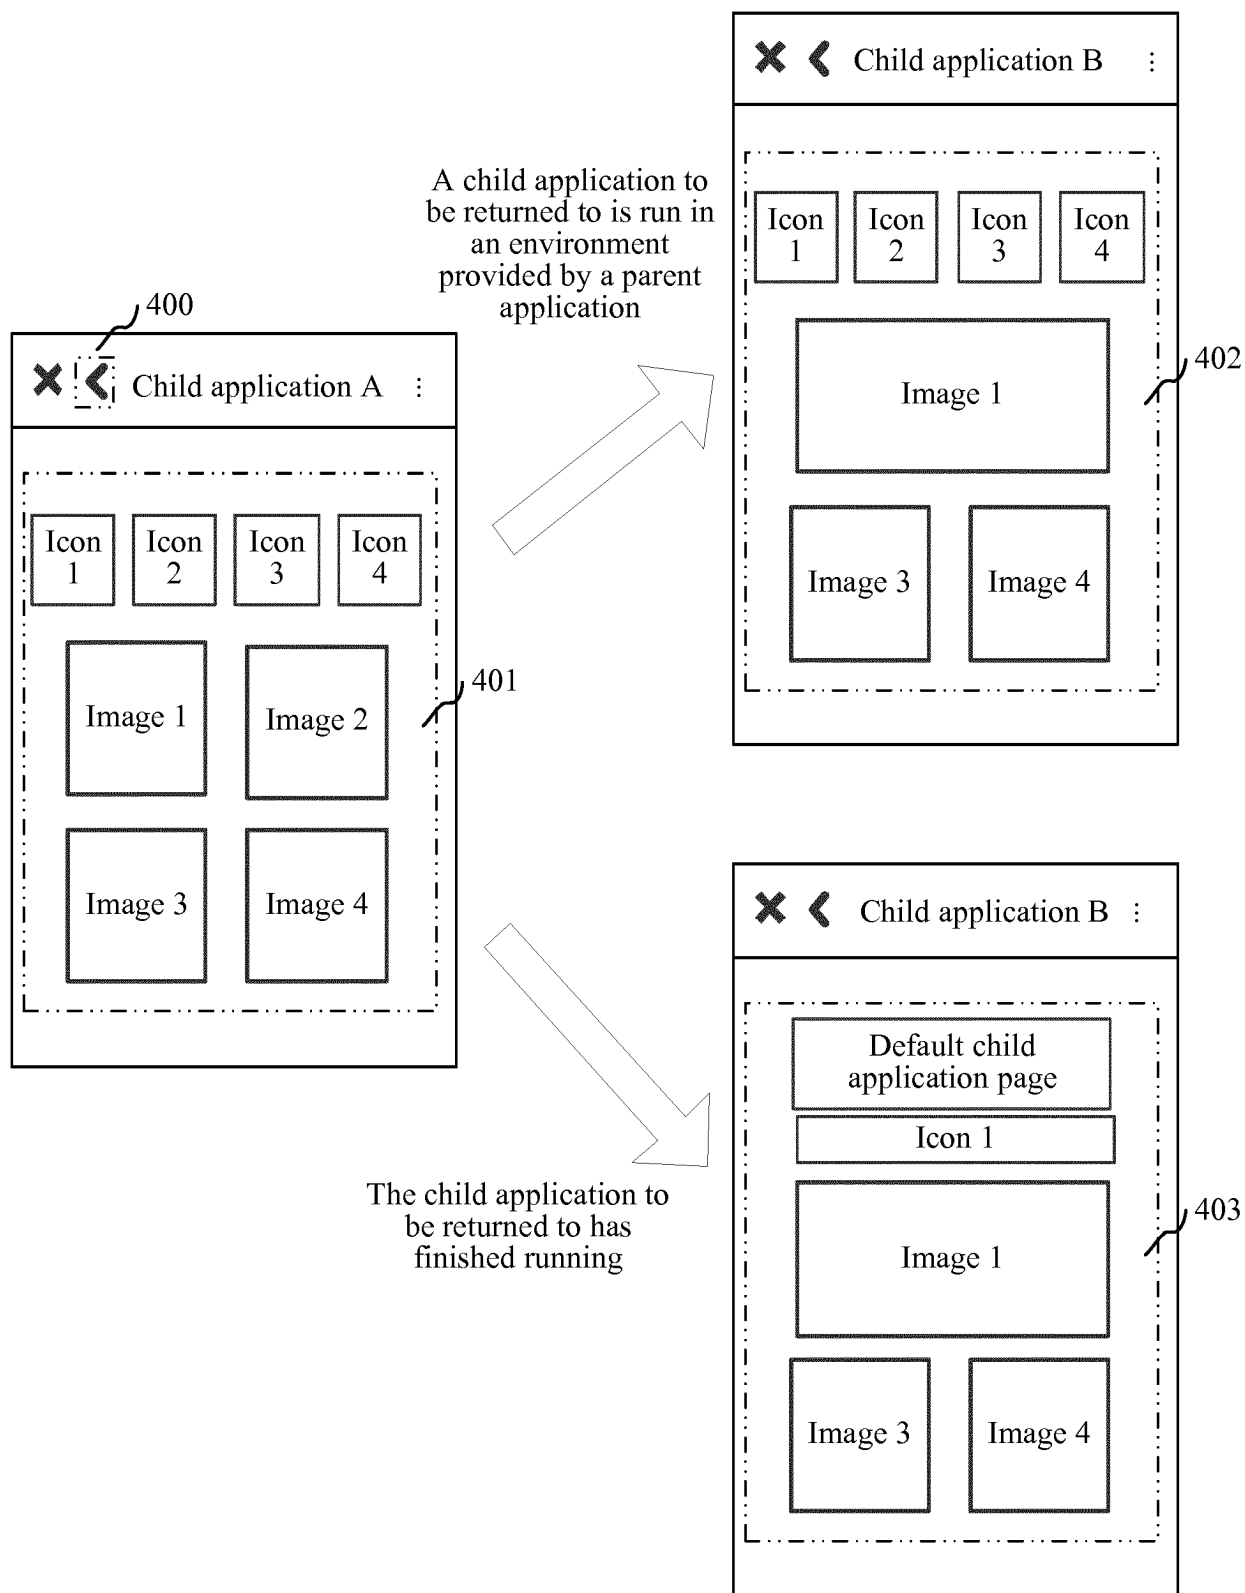 Child application B ⋮
A child application to
be returned to is run in
an environment
provided by a parent
application
Icon
1
Icon
2
Icon
3
Icon
4
Image 1
402
Image 3
Image 4
400
Child application A ⋮
Icon
1
Icon
2
Icon
3
Icon
4
401
Image 1
Image 2
Image 3
Image 4
The child application to
be returned to has
finished running
Child application B ⋮
Default child
application page
Icon 1
403
Image 1
Image 3
Image 4